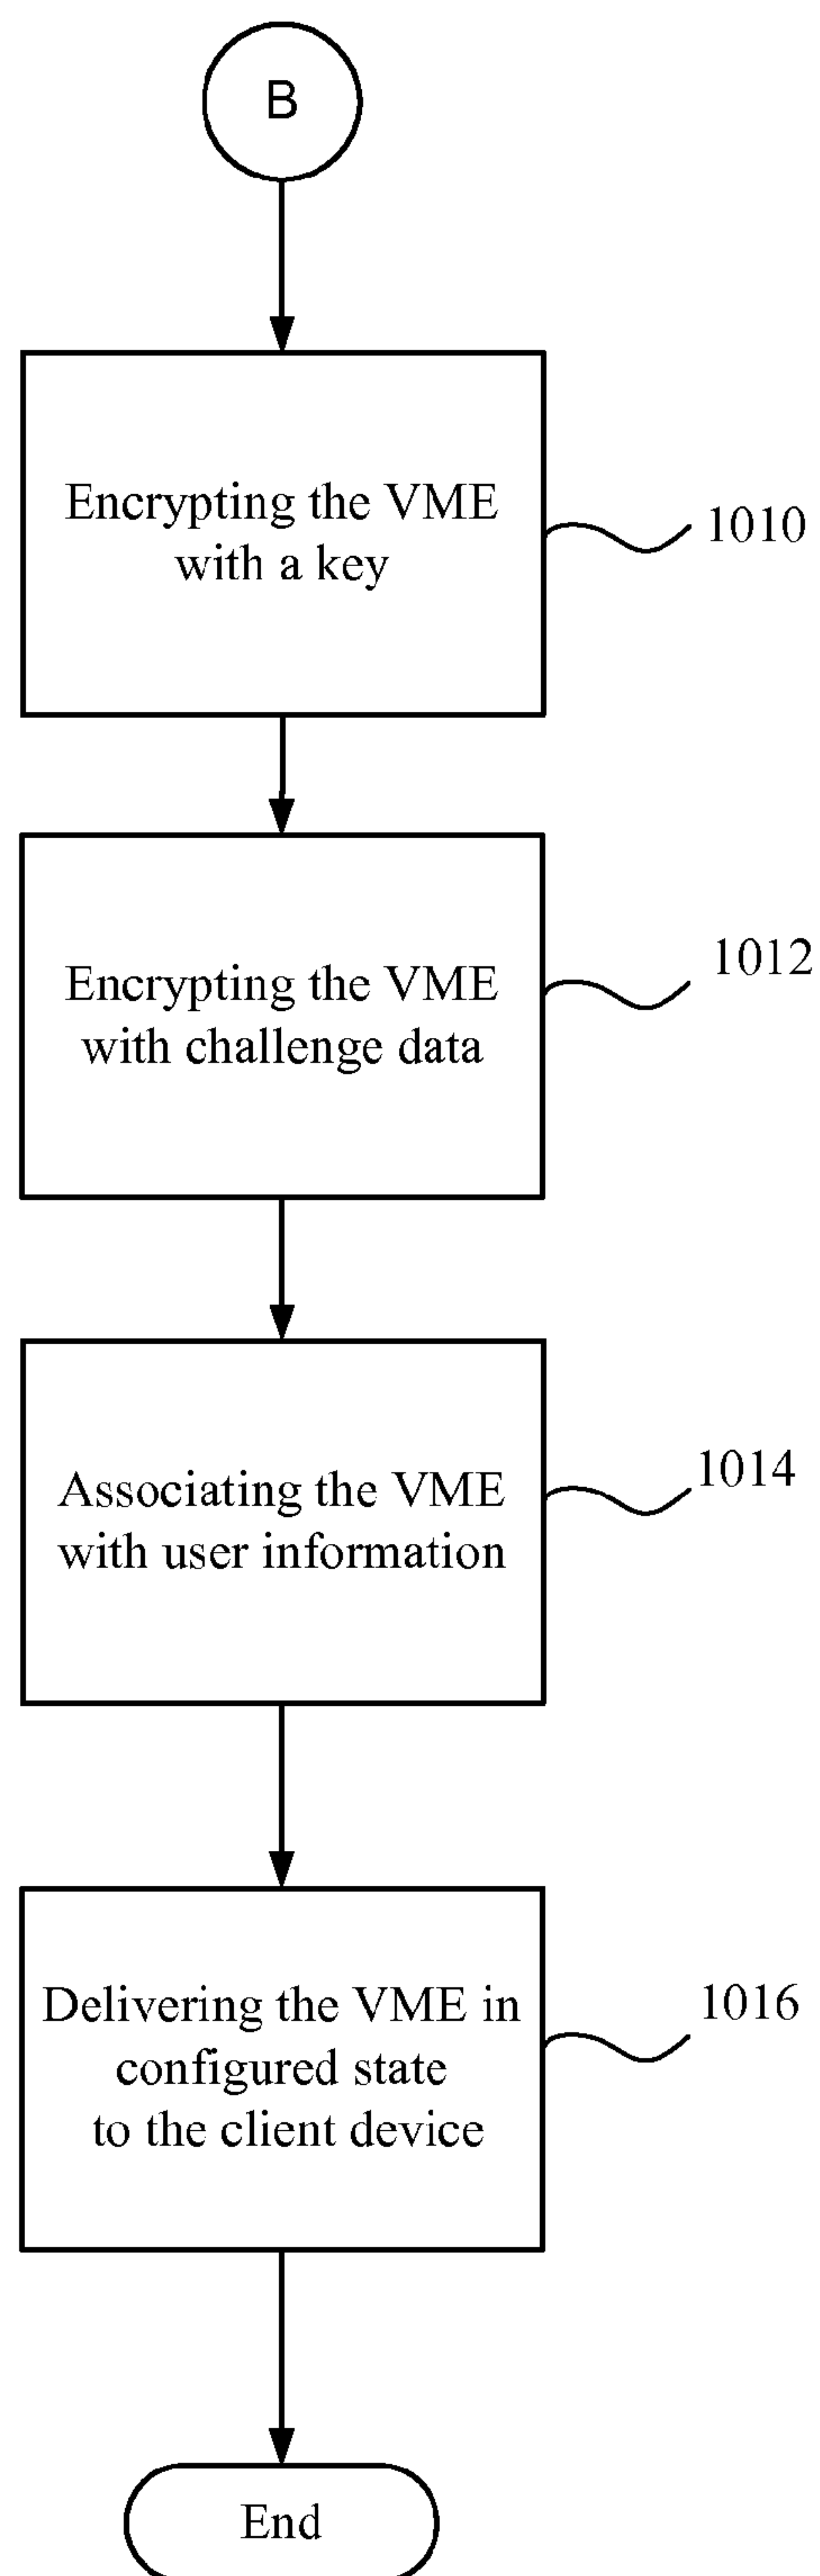 B
Encrypting the VME
with a key
1010
Encrypting the VME
with challenge data
1012
Associating the VME
with user information
1014
Delivering the VME in
configured state
to the client device
1016
End